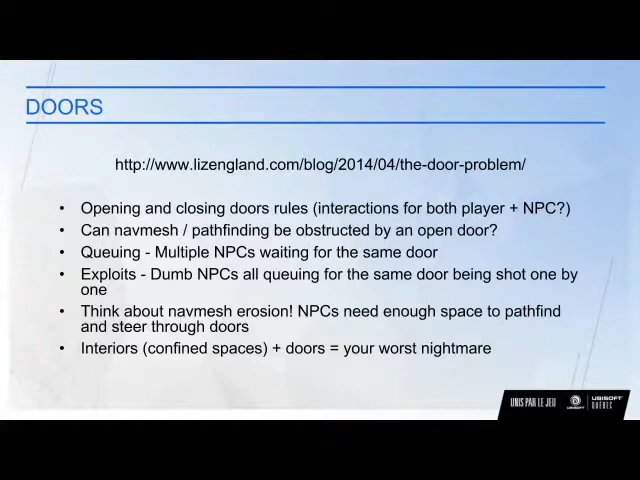 DOORS
http://www.lizengland.com/blog/2014/04/the-door-problem/
• Opening and closing doors rules (interactions for both player + NPC?)
• Can navmesh / pathfinding be obstructed by an open door?
• Queuing - Multiple NPCs waiting for the same door
• Exploits - Dumb NPCs all queuing for the same door being shot one by
one
• Think about navmesh erosion! NPCs need enough space to pathfind
and steer through doors
• Interiors (confined spaces) + doors = your worst nightmare
UNIS PAR LE JEU
UBISOFT
UBISOFT
QUÉBEC